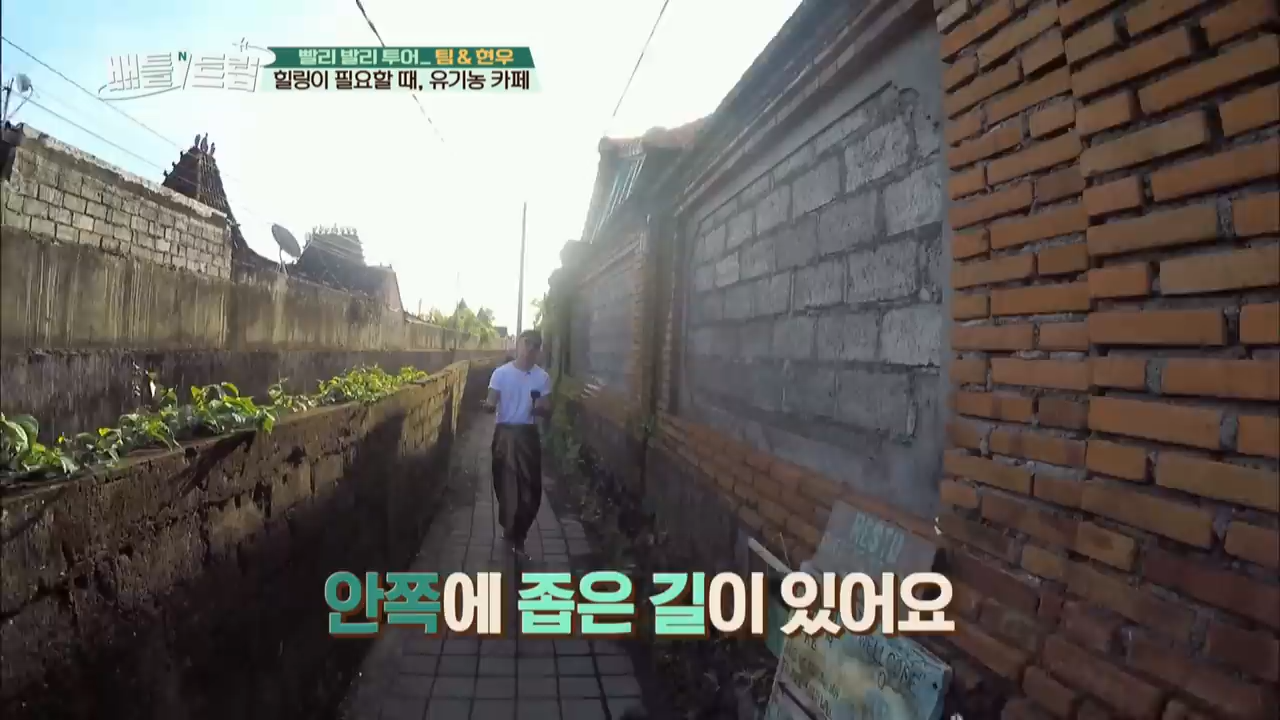 배틀트립
빨리 발리 투어_ 팀 & 현우
힐링이 필요할 때, 유기농 카페
안쪽에 좁은 길이 있어요
RESTO
WELCOME